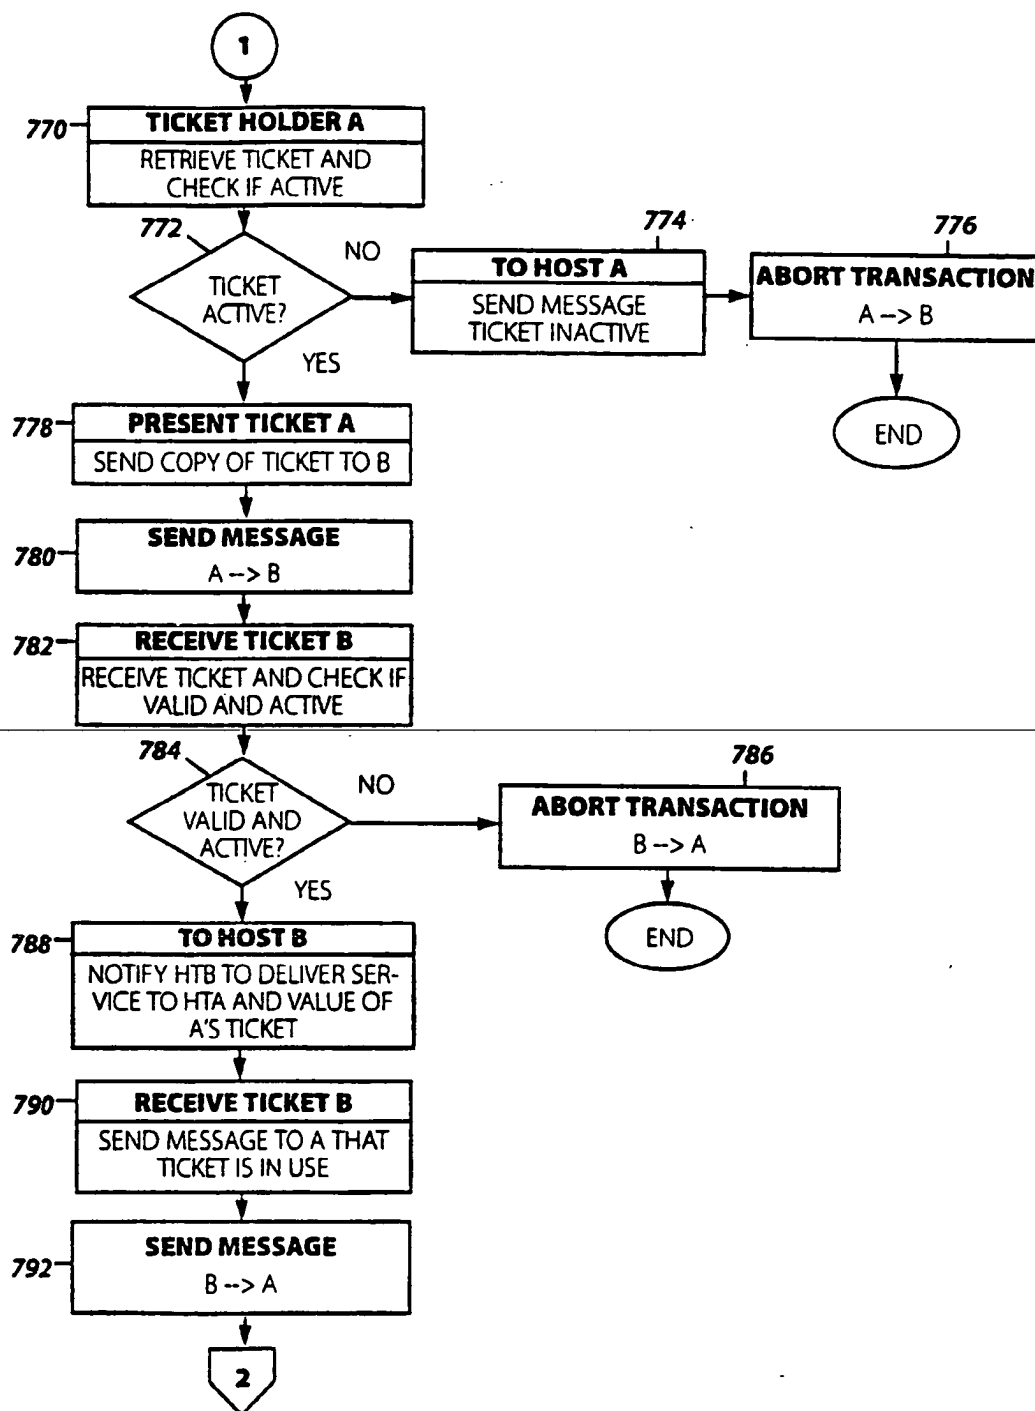 1
770
TICKET HOLDER A
RETRIEVE TICKET AND
CHECK IF ACTIVE
772
TICKET
ACTIVE?
NO
YES
774
TO HOST A
SEND MESSAGE
TICKET INACTIVE
776
ABORT TRANSACTION
A --> B
END
778
PRESENT TICKET A
SEND COPY OF TICKET TO B
780
SEND MESSAGE
A --> B
782
RECEIVE TICKET B
RECEIVE TICKET AND CHECK IF
VALID AND ACTIVE
784
TICKET
VALID AND
ACTIVE?
NO
YES
786
ABORT TRANSACTION
B --> A
END
788
TO HOST B
NOTIFY HTB TO DELIVER SER-
VICE TO HTA AND VALUE OF
A'S TICKET
790
RECEIVE TICKET B
SEND MESSAGE TO A THAT
TICKET IS IN USE
792
SEND MESSAGE
B --> A
2